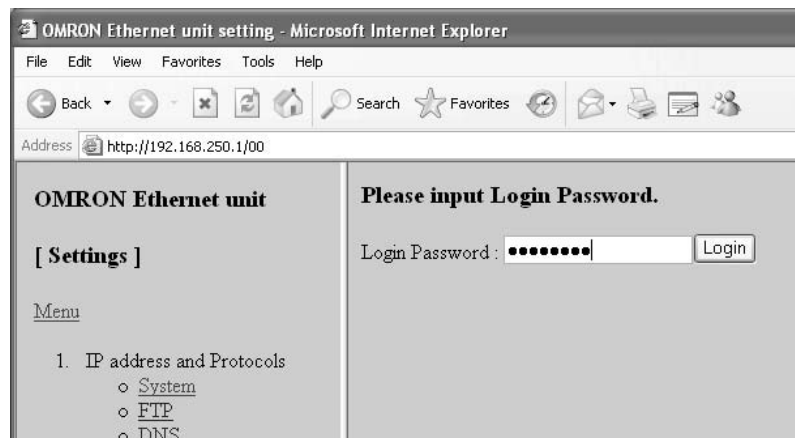 OMRON Ethernet unit setting - Microsoft Internet Explorer
File Edit View Favorites Tools Help
Back Search Favorites
Address http://192.168.250.1/00
OMRON Ethernet unit
[ Settings ]
Menu
1. IP address and Protocols
o System
o FTP
o DNS
Please input Login Password.
Login Password : ●●●●●●●● Login